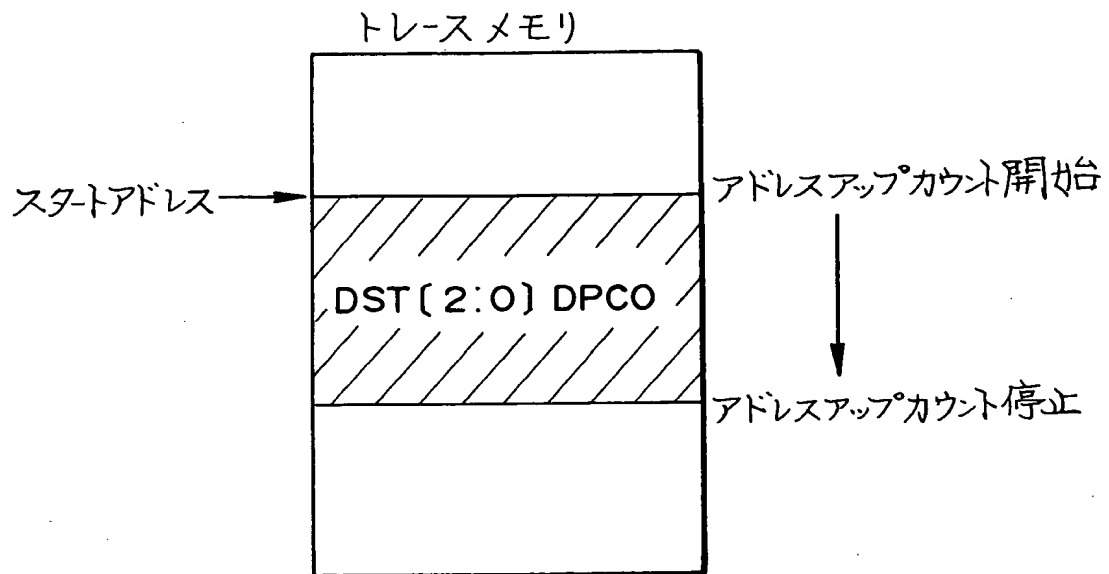 トレースメモリ
スタートアドレス
アドレスアップカウント開始
DST[2:0] DPCO
アドレスアップカウント停止